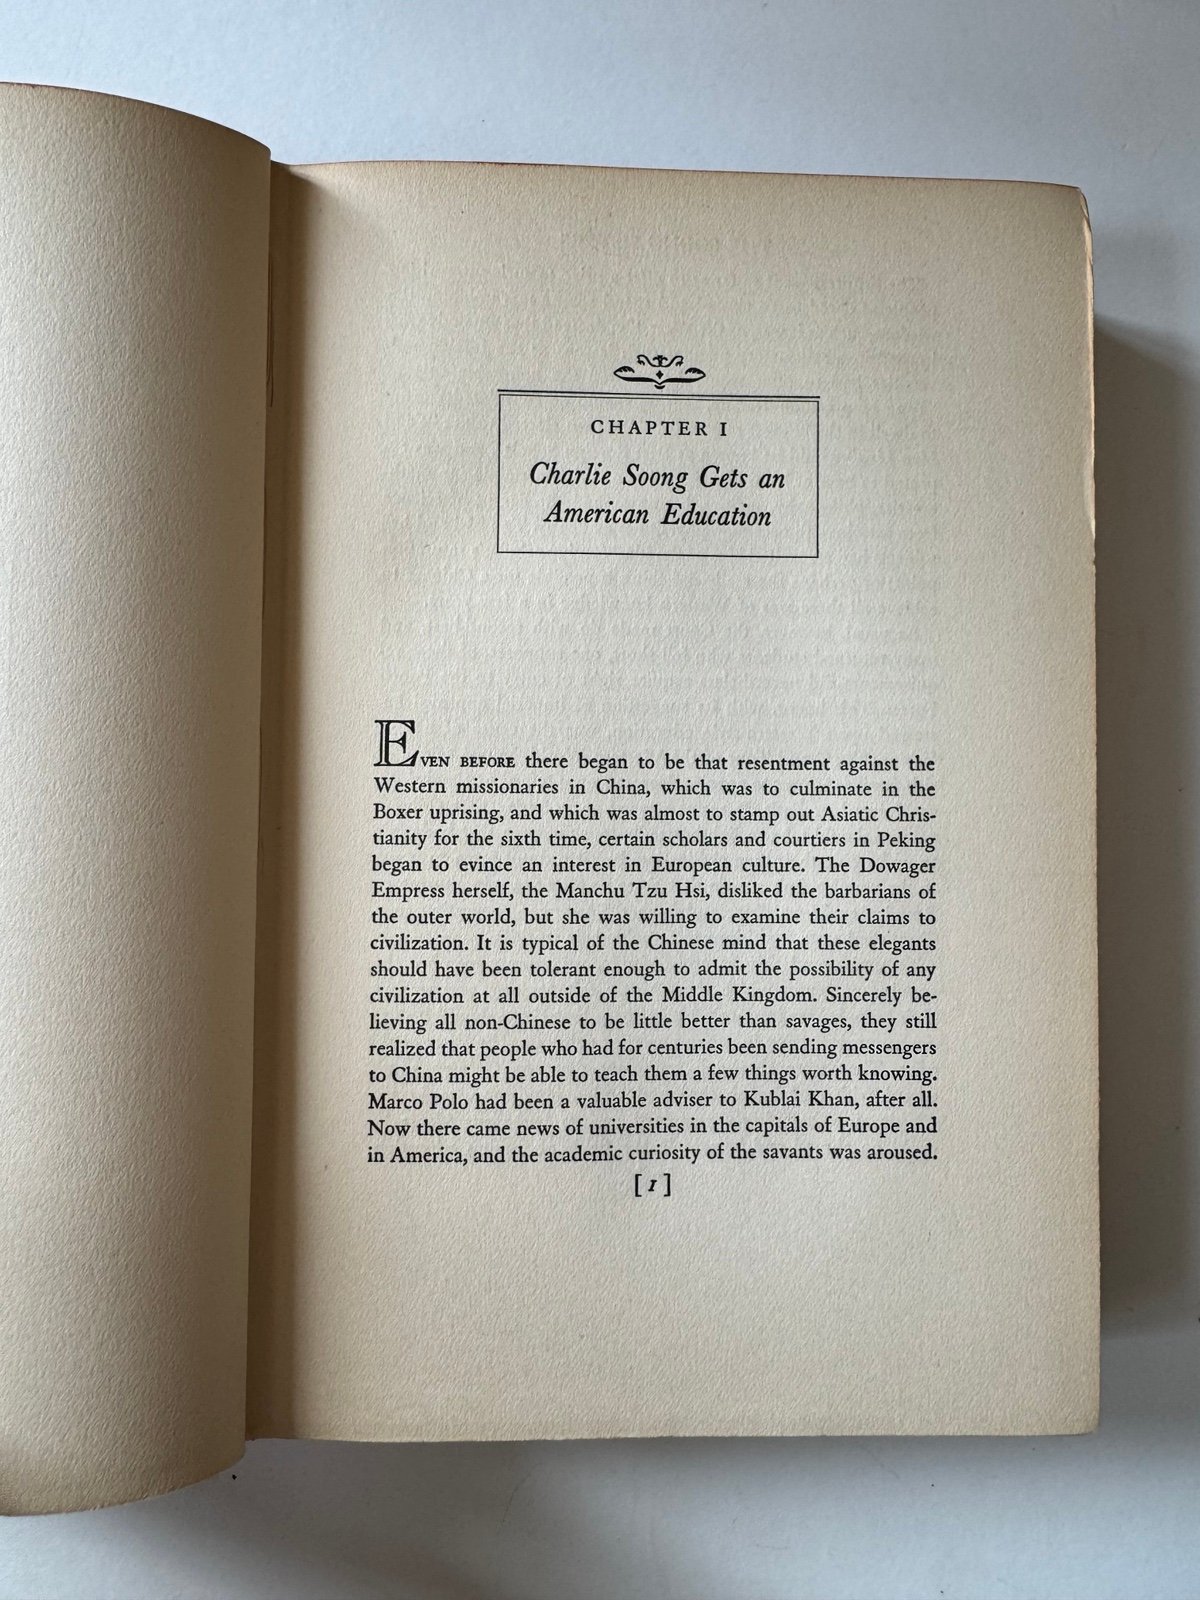 CHAPTER I
Charlie Soong Gets an
American Education
EVEN BEFORE there began to be that resentment against the
Western missionaries in China, which was to culminate in the
Boxer uprising, and which was almost to stamp out Asiatic Chris-
tianity for the sixth time, certain scholars and courtiers in Peking
began to evince an interest in European culture. The Dowager
Empress herself, the Manchu Tzu Hsi, disliked the barbarians of
the outer world, but she was willing to examine their claims to
civilization. It is typical of the Chinese mind that these elegants
should have been tolerant enough to admit the possibility of any
civilization at all outside of the Middle Kingdom. Sincerely be-
lieving all non-Chinese to be little better than savages, they still
realized that people who had for centuries been sending messengers
to China might be able to teach them a few things worth knowing.
Marco Polo had been a valuable adviser to Kublai Khan, after all.
Now there came news of universities in the capitals of Europe and
in America, and the academic curiosity of the savants was aroused.
[1]